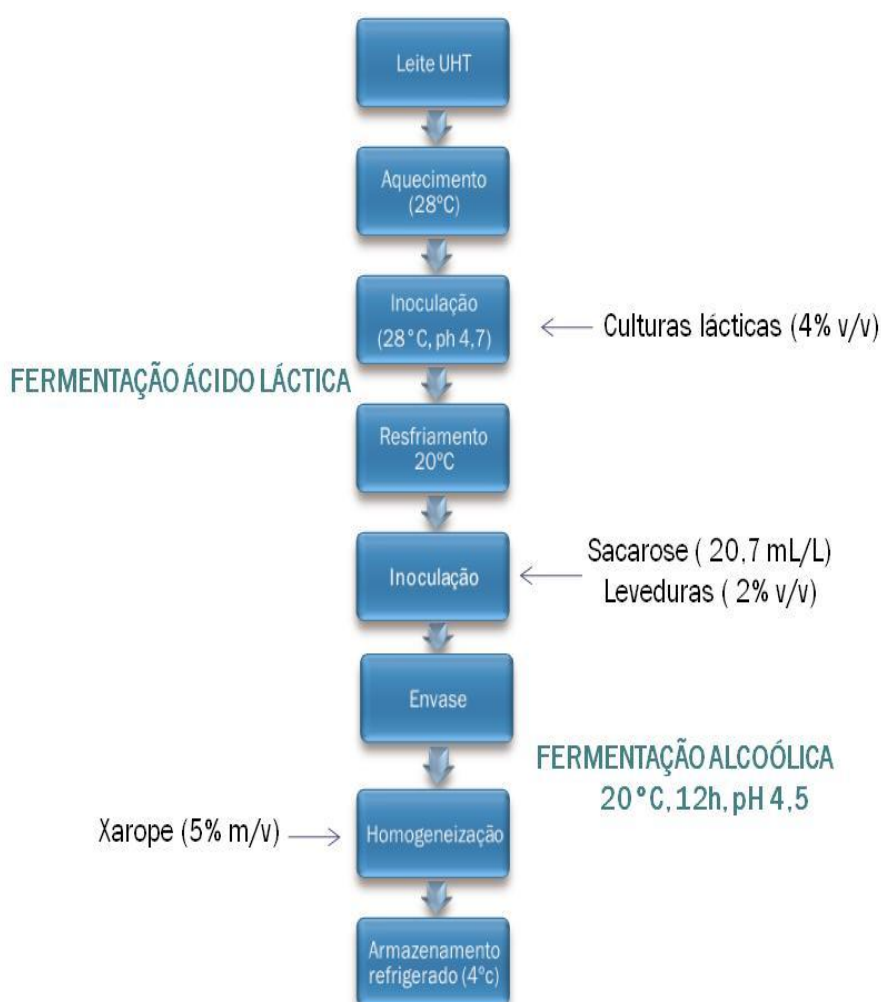 Leite UHT
Aquecimento
(28ºC)
Inoculação
(28°C, ph 4,7)
Culturas lácticas (4% v/v)
FERMENTAÇÃO ÁCIDO LÁCTICA
Resfriamento
20ºC
Inoculação
Sacarose ( 20,7 mL/L)
Leveduras ( 2% v/v)
Envase
FERMENTAÇÃO ALCOÓLICA
20°C, 12h, pH 4,5
Xarope (5% m/v)
Homogeneização
Armazenamento
refrigerado (4ºc)